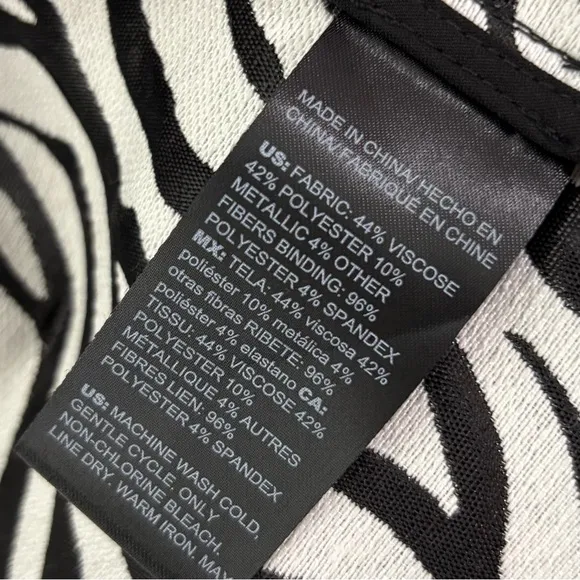 MADE IN CHINA/ HECHO EN
CHINA/ FABRIQUÉ EN CHINE
US: FABRIC: 44% VISCOSE
42% POLYESTER 10%
METALLIC 4% OTHER
FIBERS BINDING: 96%
POLYESTER 4% SPANDEX
MX: TELA: 44% viscosa 42%
poliéster 10% metálica 4%
otras fibras RIBETE: 96%
poliéster 4% elastano CA:
TISSU: 44% VISCOSE 42%
POLYESTER 10%
MÉTALLIQUE 4% AUTRES
FIBRES LIEN: 96%
POLYESTER 4% SPANDEX
US: MACHINE WASH COLD,
GENTLE CYCLE. ONLY
NON-CHLORINE BLEACH.
LINE DRY. WARM IRON. MAY